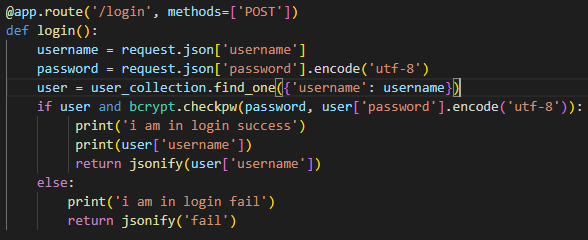 @app.route('/login', methods=['POST'])
def login():
    username = request.json['username']
    password = request.json['password'].encode('utf-8')
    user = user_collection.find_one({'username': username})
    if user and bcrypt.checkpw(password, user['password'].encode('utf-8')):
        print('i am in login success')
        print(user['username'])
        return jsonify(user['username'])
    else:
        print('i am in login fail')
        return jsonify('fail')